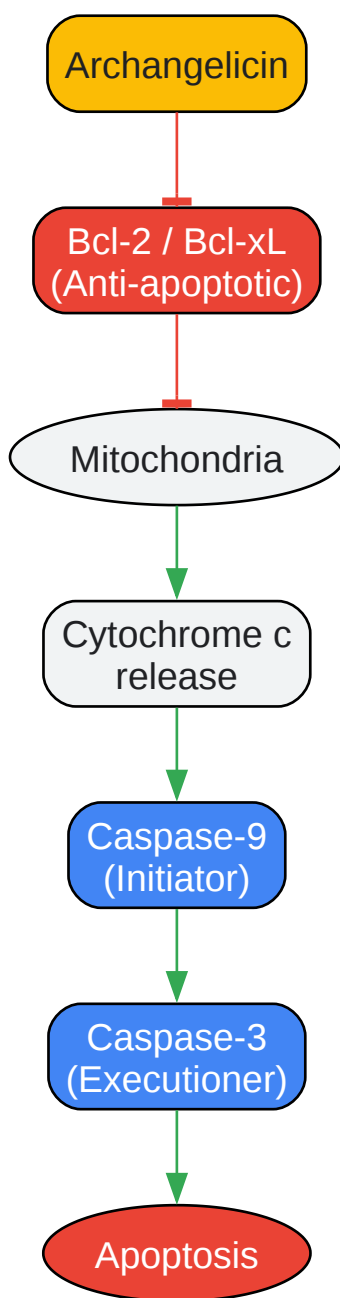 Archangelicin
Bcl-2 / Bcl-xL
(Anti-apoptotic)
Mitochondria
Cytochrome c
release
Caspase-9
(Initiator)
Caspase-3
(Executioner)
Apoptosis